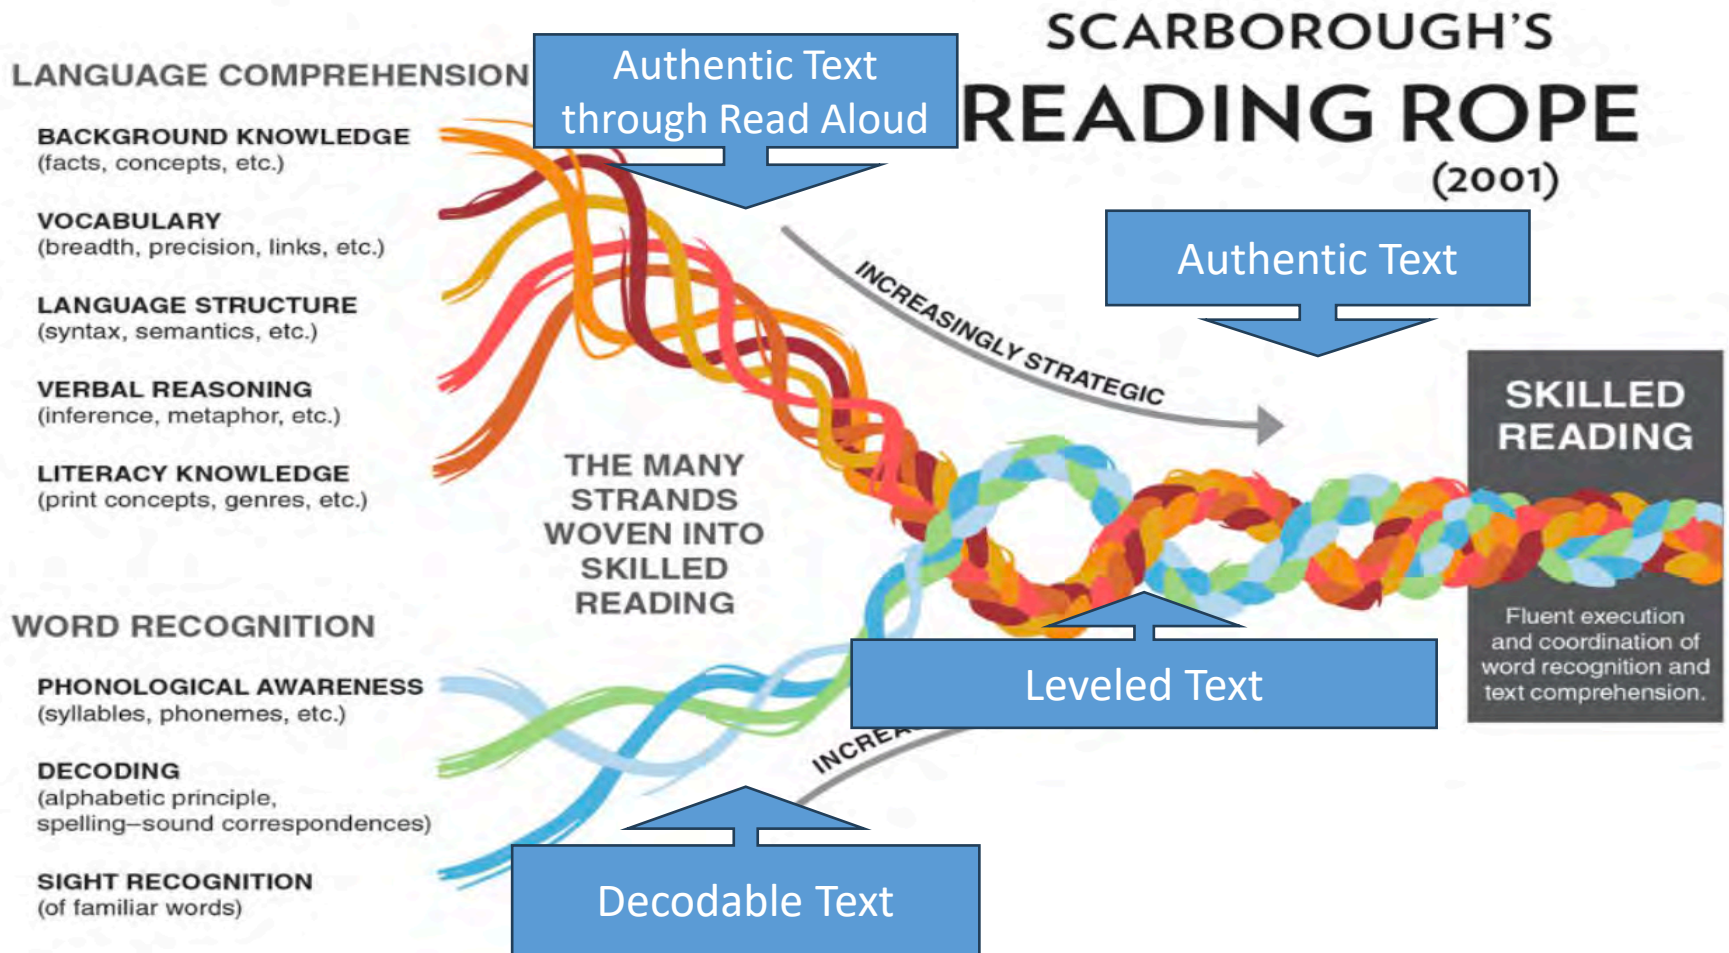 SCARBOROUGH'S
READING ROPE
(2001)
LANGUAGE COMPREHENSION
BACKGROUND KNOWLEDGE
(facts, concepts, etc.)
VOCABULARY
(breadth, precision, links, etc.)
LANGUAGE STRUCTURE
(syntax, semantics, etc.)
VERBAL REASONING
(inference, metaphor, etc.)
LITERACY KNOWLEDGE
(print concepts, genres, etc.)
WORD RECOGNITION
PHONOLOGICAL AWARENESS
(syllables, phonemes, etc.)
DECODING
(alphabetic principle,
spelling–sound correspondences)
SIGHT RECOGNITION
(of familiar words)
Authentic Text
through Read Aloud
INCREASINGLY STRATEGIC
Authentic Text
THE MANY
STRANDS
WOVEN INTO
SKILLED
READING
Leveled Text
Decodable Text
SKILLED
READING
Fluent execution
and coordination of
word recognition and
text comprehension.